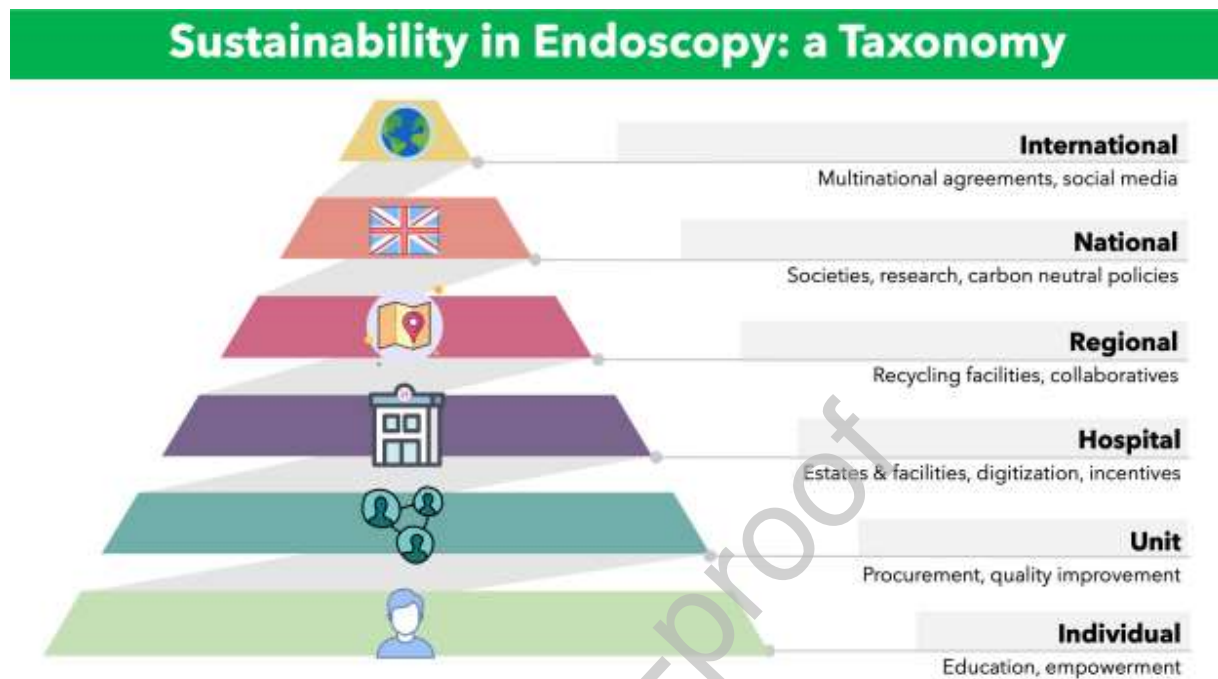 Sustainability in Endoscopy: a Taxonomy
International
Multinational agreements, social media
National
Societies, research, carbon neutral policies
Regional
Recycling facilities, collaboratives
Hospital
Estates & facilities, digitization, incentives
Unit
Procurement, quality improvement
Individual
Education, empowerment
-proof